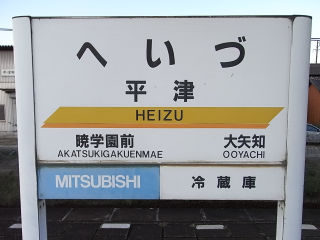 へいづ
平津
HEIZU
暁学園前 大矢知
AKATSUKIGAKUENMAE OOYACHI
MITSUBISHI 冷蔵庫